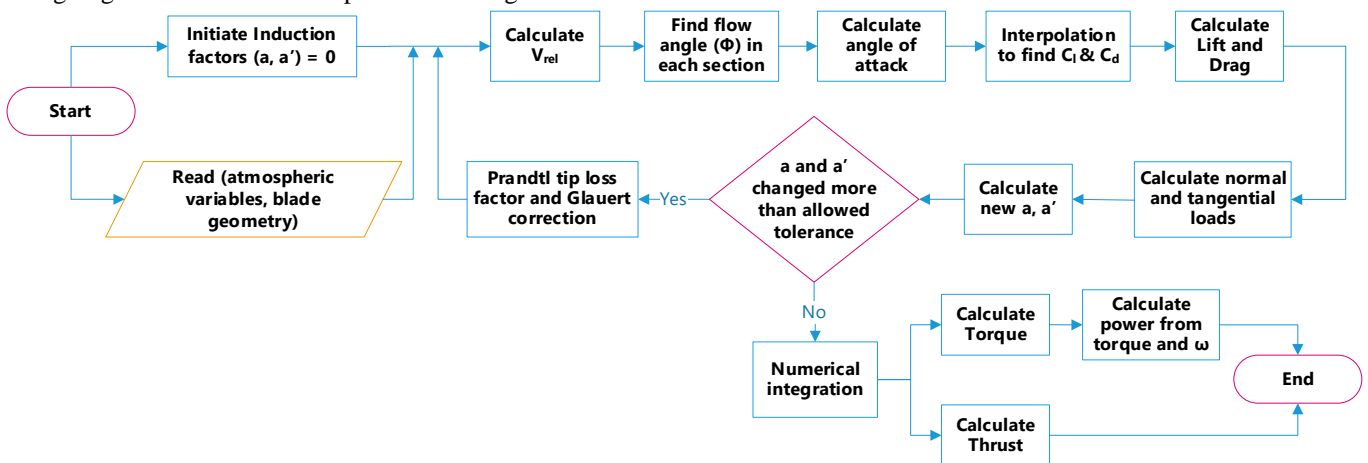 Initiate Induction
factors (a, a’) = 0
Calculate
Vrel
Find flow
angle (Φ) in
each section
Calculate
angle of
attack
Interpolation
to find Cl & Cd
Calculate
Lift and
Drag
Start
Read (atmospheric
variables, blade
geometry)
Prandtl tip loss
factor and Glauert
correction
Yes
a and a’
changed more
than allowed
tolerance
Calculate
new a, a’
Calculate normal
and tangential
loads
No
Numerical
integration
Calculate
Torque
Calculate
power from
torque and ω
End
Calculate
Thrust